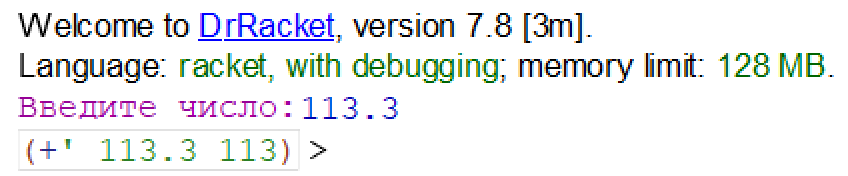 Welcome to DrRacket, version 7.8 [3m].
Language: racket, with debugging; memory limit: 128 MB.
Введите число:113.3
(+' 113.3 113) >